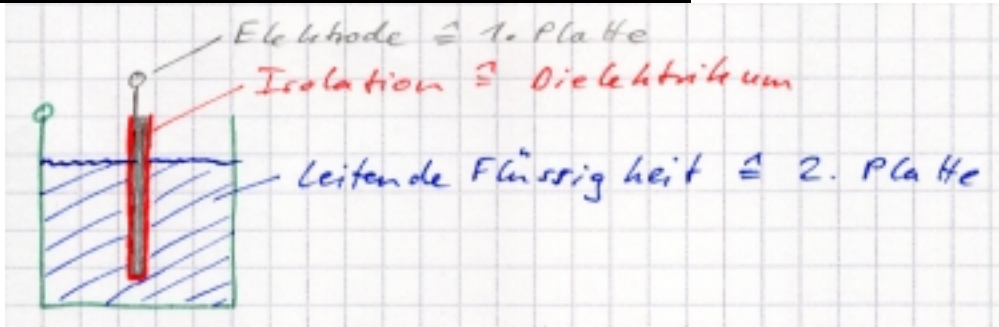 Elektrode ≙ 1. Platte
Isolation ≙ Dielektrikum
Leitende Flüssigkeit ≙ 2. Platte